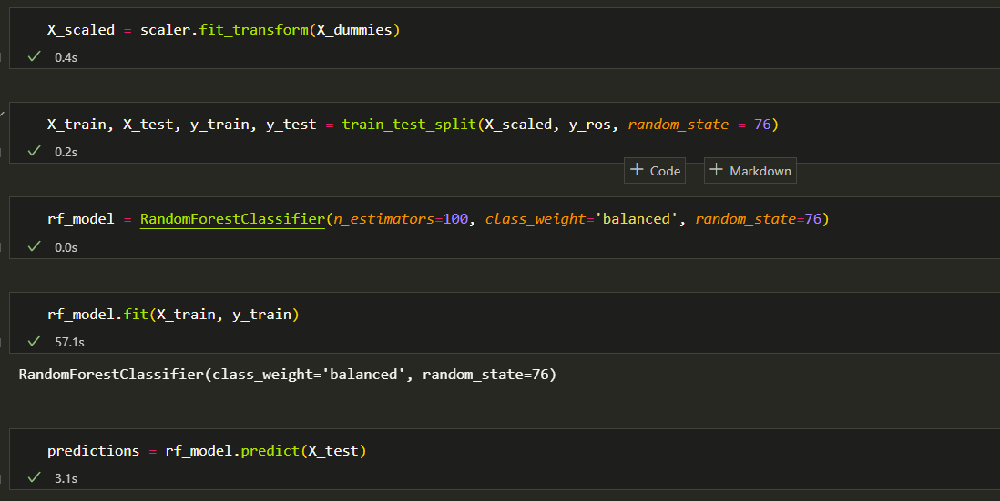 X_scaled = scaler.fit_transform(X_dummies)
0.4s
X_train, X_test, y_train, y_test = train_test_split(X_scaled, y_ros, random_state = 76)
0.2s
+ Code + Markdown
rf_model = RandomForestClassifier(n_estimators=100, class_weight='balanced', random_state=76)
0.0s
rf_model.fit(X_train, y_train)
57.1s
RandomForestClassifier(class_weight='balanced', random_state=76)
predictions = rf_model.predict(X_test)
3.1s